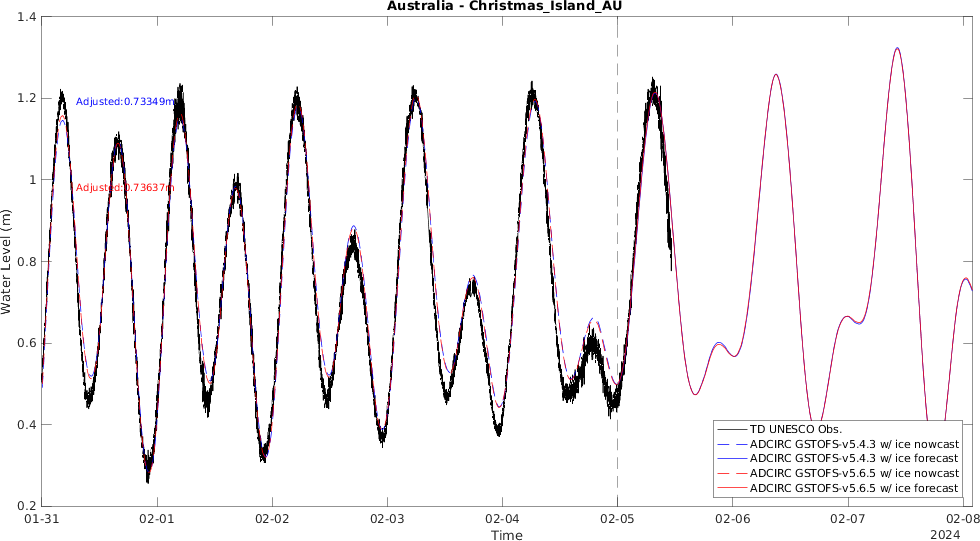 Australia - Christmas_Island_AU
1.4
1.2
1
0.8
0.6
0.4
0.2
Water Level (m)
Adjusted:0.73349m
Adjusted:0.73637m
TD UNESCO Obs.
ADCIRC GSTOFS-v5.4.3 w/ ice nowcast
ADCIRC GSTOFS-v5.4.3 w/ ice forecast
ADCIRC GSTOFS-v5.6.5 w/ ice nowcast
ADCIRC GSTOFS-v5.6.5 w/ ice forecast
01-31 02-01 02-02 02-03 02-04 02-05 02-06 02-07 02-08
Time
2024